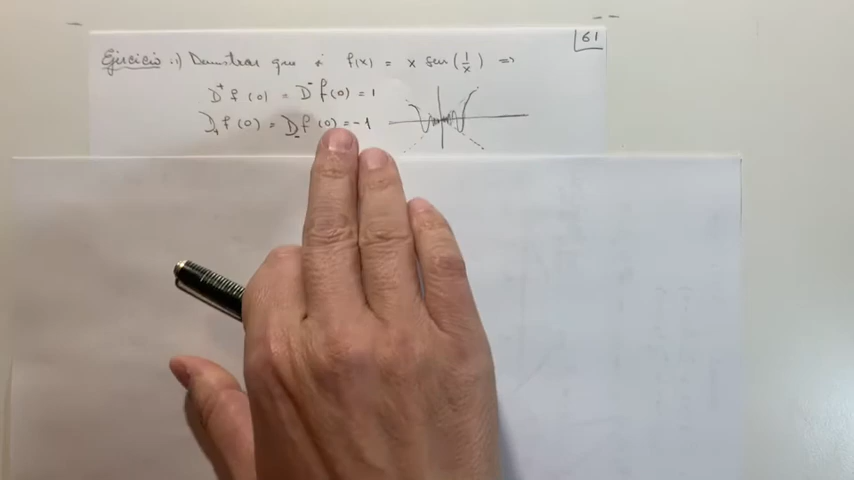 61
Ejercicio i) Demostrar que si f(x) = x sen(1/x) ⇒
D⁺f(0) = D⁻f(0) = 1
D₊f(0) = D₋f(0) = -1